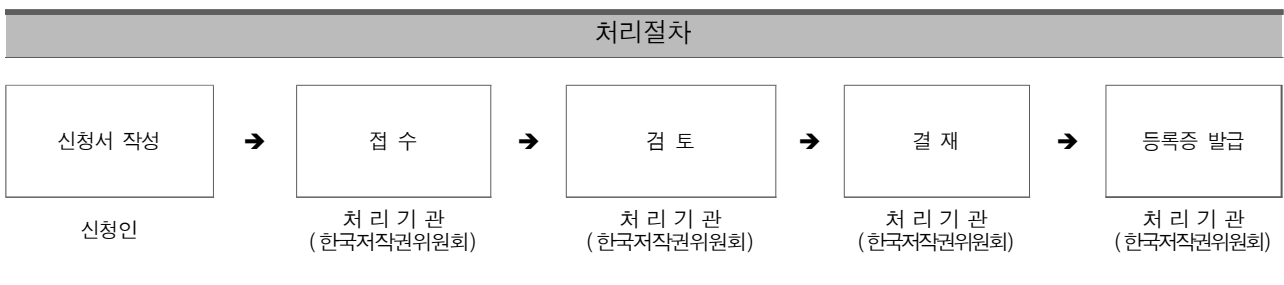 처리절차
신청서 작성 ➔ 접 수 ➔ 검 토 ➔ 결 재 ➔ 등록증 발급
신청인
처 리 기 관
(한국저작권위원회)
처 리 기 관
(한국저작권위원회)
처 리 기 관
(한국저작권위원회)
처 리 기 관
(한국저작권위원회)